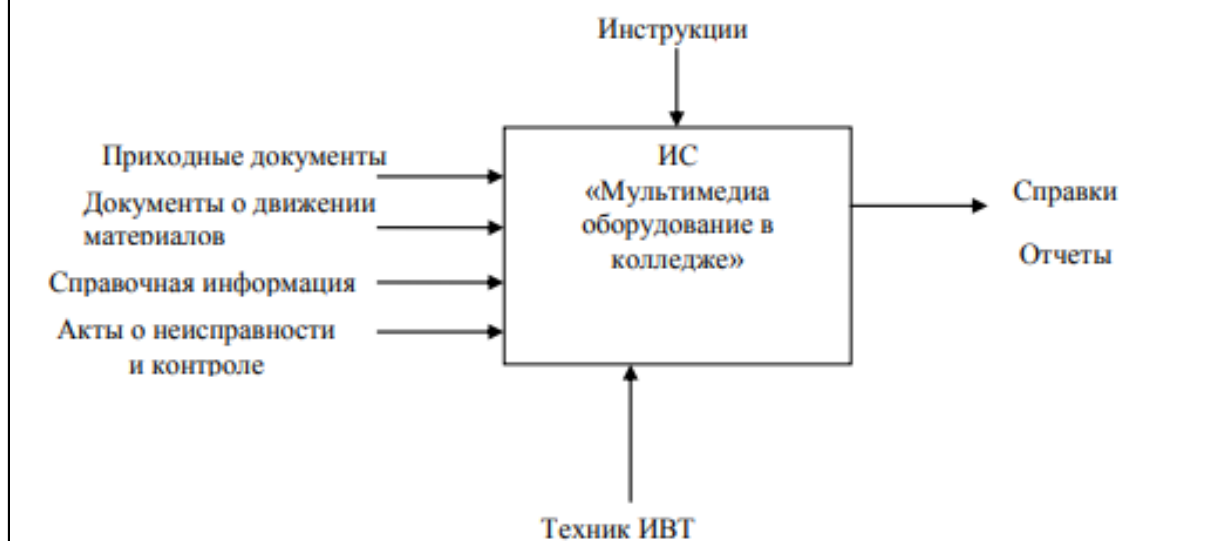 Инструкции
Приходные документы
Документы о движении
материалов
Справочная информация
Акты о неисправности
и контроле
ИС
«Мультимедиа
оборудование в
колледже»
Справки
Отчеты
Техник ИВТ